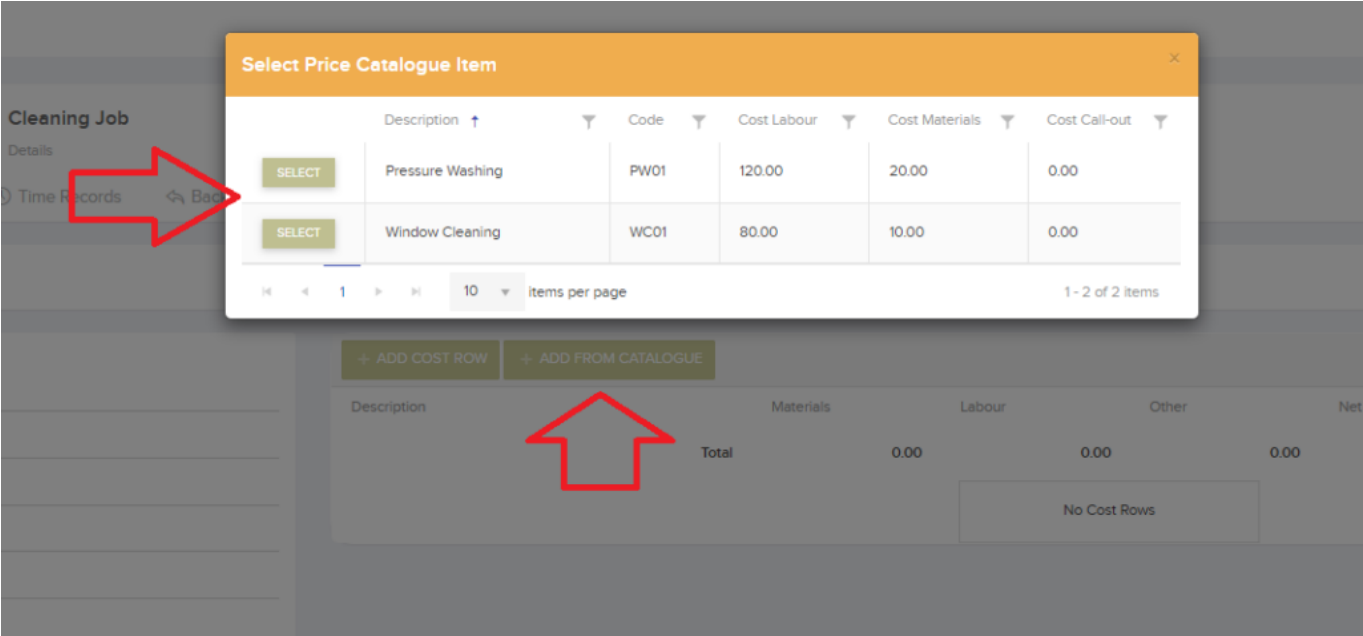 Select Price Catalogue Item ×
Cleaning Job
Details
Time Records Bac
Description ↑ Code Cost Labour Cost Materials Cost Call-out
SELECT Pressure Washing PW01 120.00 20.00 0.00
SELECT Window Cleaning WC01 80.00 10.00 0.00
1 10 items per page 1 - 2 of 2 items
+ ADD COST ROW + ADD FROM CATALOGUE
Description Materials Labour Other Net
Total 0.00 0.00 0.00
No Cost Rows